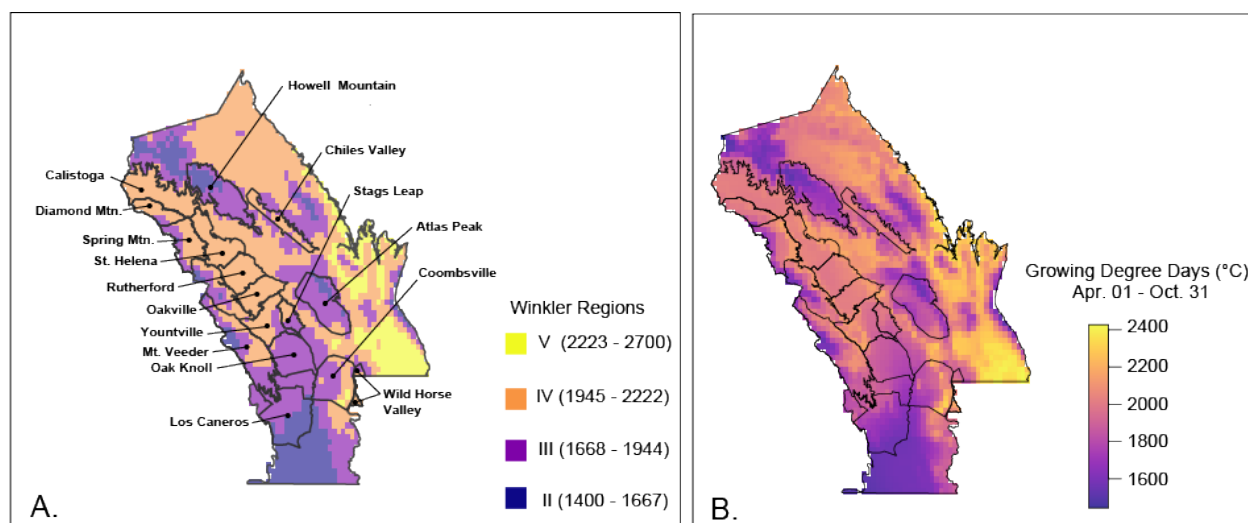 Howell Mountain
Chiles Valley
Calistoga
Stags Leap
Diamond Mtn.
Atlas Peak
Spring Mtn.
St. Helena
Coombsville
Rutherford
Oakville
Yountville
Mt. Veeder
Oak Knoll
Wild Horse
Valley
Los Caneros
Winkler Regions
V (2223 - 2700)
IV (1945 - 2222)
III (1668 - 1944)
II (1400 - 1667)
A.
Growing Degree Days (°C)
Apr. 01 - Oct. 31
2400
2200
2000
1800
1600
B.